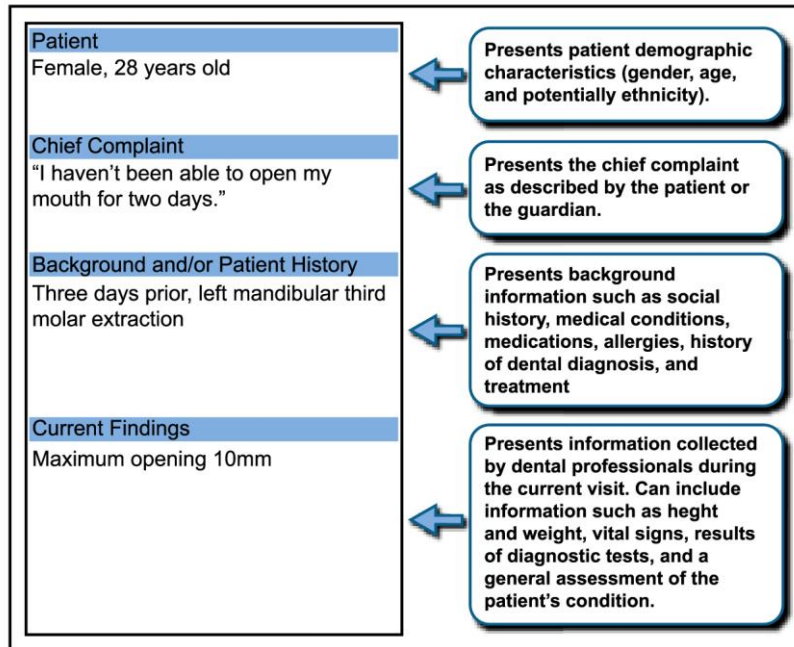 Patient
Female, 28 years old
Presents patient demographic
characteristics (gender, age,
and potentially ethnicity).
Chief Complaint
“I haven’t been able to open my
mouth for two days.”
Presents the chief complaint
as described by the patient or
the guardian.
Background and/or Patient History
Three days prior, left mandibular third
molar extraction
Presents background
information such as social
history, medical conditions,
medications, allergies, history
of dental diagnosis, and
treatment
Current Findings
Maximum opening 10mm
Presents information collected
by dental professionals during
the current visit. Can include
information such as heght
and weight, vital signs, results
of diagnostic tests, and a
general assessment of the
patient’s condition.